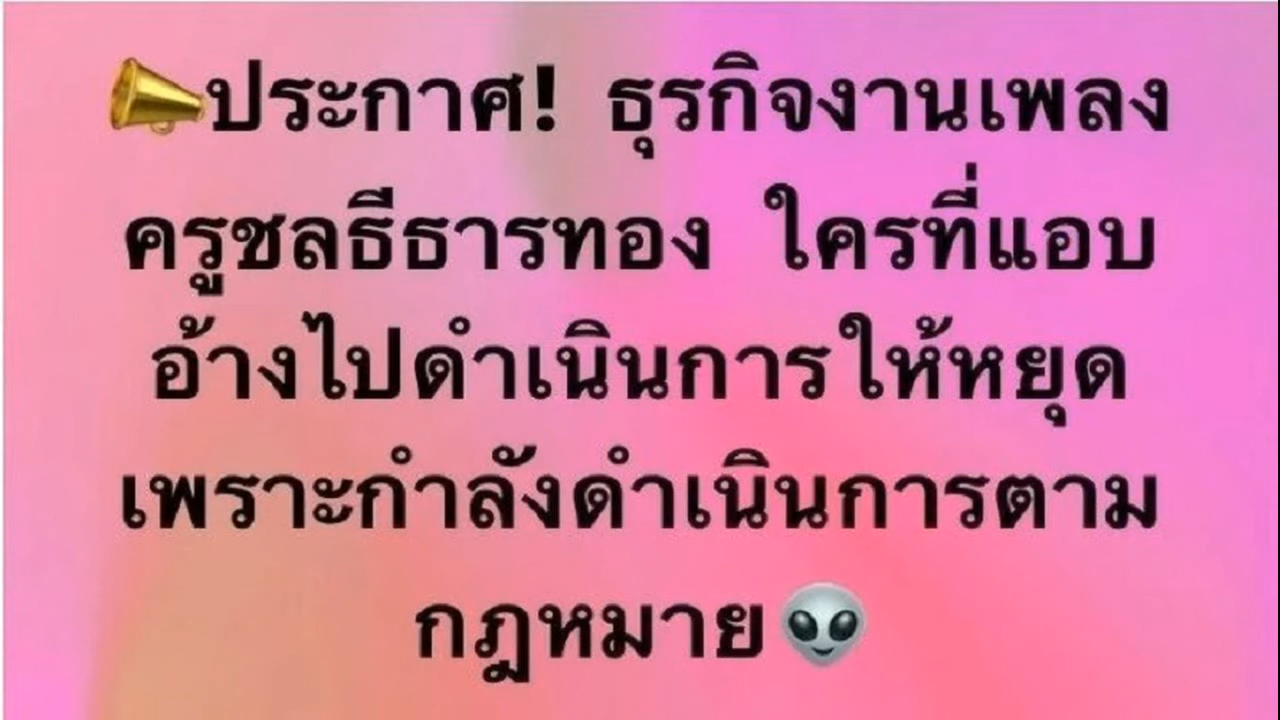 📣ประกาศ! ธุรกิจงานเพลง
ครูชลธีธารทอง ใครที่แอบ
อ้างไปดำเนินการให้หยุด
เพราะกำลังดำเนินการตาม
กฎหมาย👽